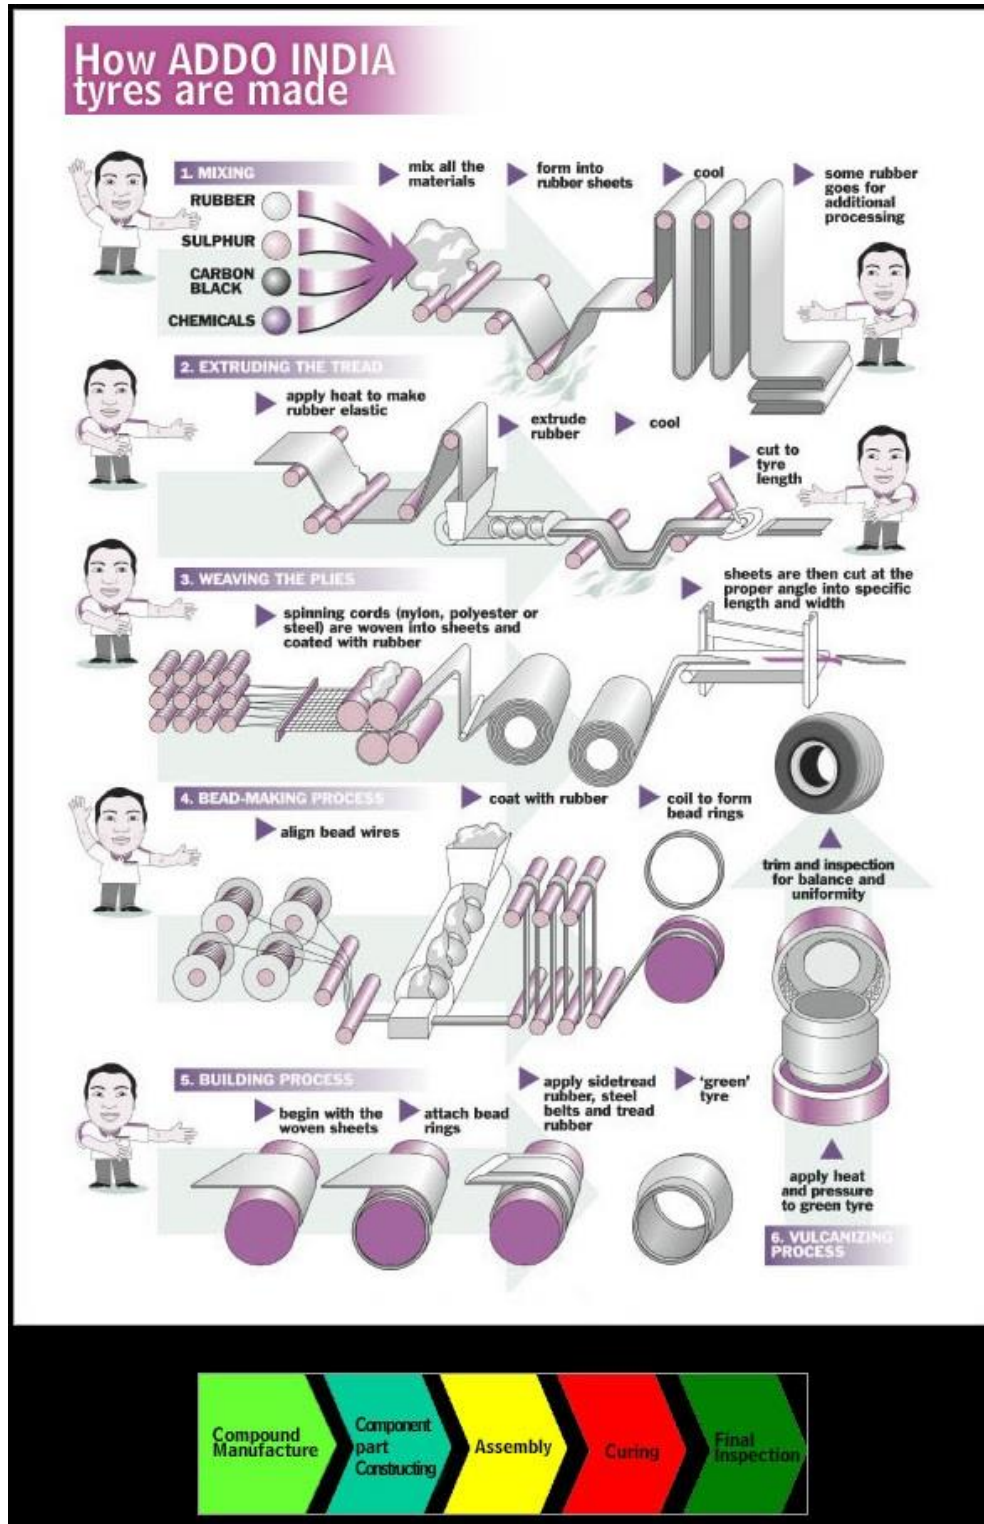 How ADDO INDIA
tyres are made
1. MIXING
mix all the
materials
form into
rubber sheets
cool
some rubber
goes for
additional
processing
RUBBER
SULPHUR
CARBON
BLACK
CHEMICALS
2. EXTRUDING THE TREAD
apply heat to make
rubber elastic
extrude
rubber
cool
cut to
tyre
length
3. WEAVING THE PLIES
spinning cords (nylon, polyester or
steel) are woven into sheets and
coated with rubber
sheets are then cut at the
proper angle into specific
length and width
4. BEAD-MAKING PROCESS
align bead wires
coat with rubber
coil to form
bead rings
5. BUILDING PROCESS
begin with the
woven sheets
attach bead
rings
apply sidetread
rubber, steel
belts and tread
rubber
'green'
tyre
6. VULCANIZING
PROCESS
apply heat
and pressure
to green tyre
trim and inspection
for balance and
uniformity
Compound
Manufacture
Component
part
Constructing
Assembly
Curing
Final
Inspection